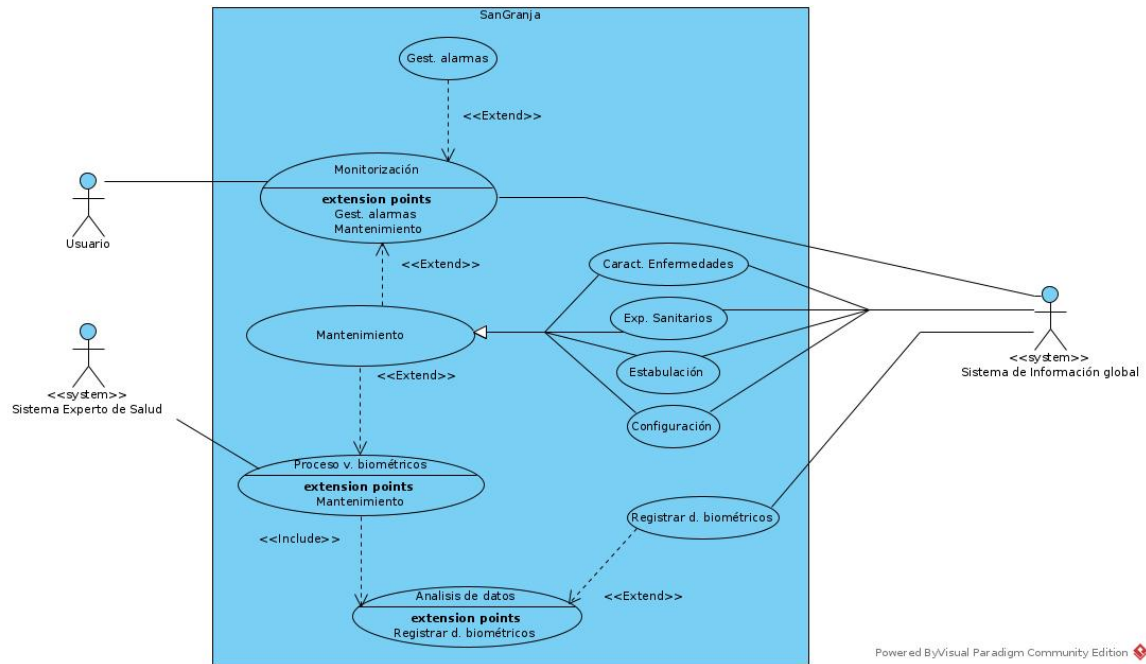 SanGranja
Gest. alarmas
<<Extend>>
Monitorización
extension points
Gest. alarmas
Mantenimiento
Usuario
<<Extend>>
Caract. Enfermedades
Exp. Sanitarios
Mantenimiento
Estabulación
<<Extend>>
Configuración
<<system>>
Sistema de Información global
<<system>>
Sistema Experto de Salud
Proceso v. biométricos
extension points
Mantenimiento
Registrar d. biométricos
<<Include>>
<<Extend>>
Analisis de datos
extension points
Registrar d. biométricos
Powered ByVisual Paradigm Community Edition